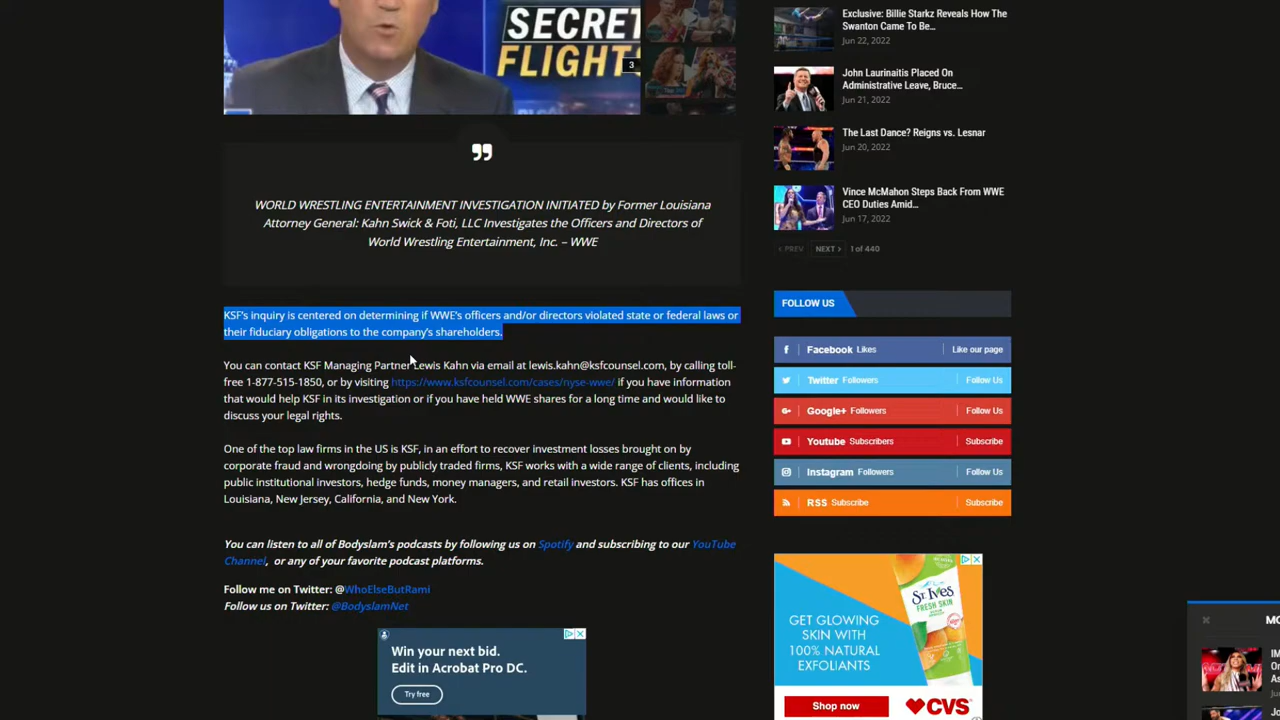 SECRET
FLIGHTS
3
WORLD WRESTLING ENTERTAINMENT INVESTIGATION INITIATED by Former Louisiana
Attorney General: Kahn Swick & Foti, LLC Investigates the Officers and Directors of
World Wrestling Entertainment, Inc. – WWE
KSF's inquiry is centered on determining if WWE's officers and/or directors violated state or federal laws or
their fiduciary obligations to the company's shareholders.
You can contact KSF Managing Partner Lewis Kahn via email at lewis.kahn@ksfcounsel.com, by calling toll-
free 1-877-515-1850, or by visiting https://www.ksfcounsel.com/cases/nyse-wwe/ if you have information
that would help KSF in its investigation or if you have held WWE shares for a long time and would like to
discuss your legal rights.
One of the top law firms in the US is KSF, in an effort to recover investment losses brought on by
corporate fraud and wrongdoing by publicly traded firms, KSF works with a wide range of clients, including
public institutional investors, hedge funds, money managers, and retail investors. KSF has offices in
Louisiana, New Jersey, California, and New York.
You can listen to all of Bodyslam's podcasts by following us on Spotify and subscribing to our YouTube
Channel, or any of your favorite podcast platforms.
Follow me on Twitter: @WhoElseButRami
Follow us on Twitter: @BodyslamNet
Win your next bid.
Edit in Acrobat Pro DC.
Try free
Exclusive: Billie Starkz Reveals How The
Swanton Came To Be…
Jun 22, 2022
John Laurinaitis Placed On
Administrative Leave, Bruce…
Jun 21, 2022
The Last Dance? Reigns vs. Lesnar
Jun 20, 2022
Vince McMahon Steps Back From WWE
CEO Duties Amid…
Jun 17, 2022
PREV NEXT 1 of 440
FOLLOW US
Facebook Likes Like our page
Twitter Followers Follow Us
Google+ Followers Follow Us
Youtube Subscribers Subscribe
Instagram Followers Follow Us
RSS Subscribe Subscribe
ST. Ives
FRESH SKIN
GET GLOWING
SKIN WITH
100% NATURAL
EXFOLIANTS
Shop now
CVS
MO
IM
Or
As
Jo